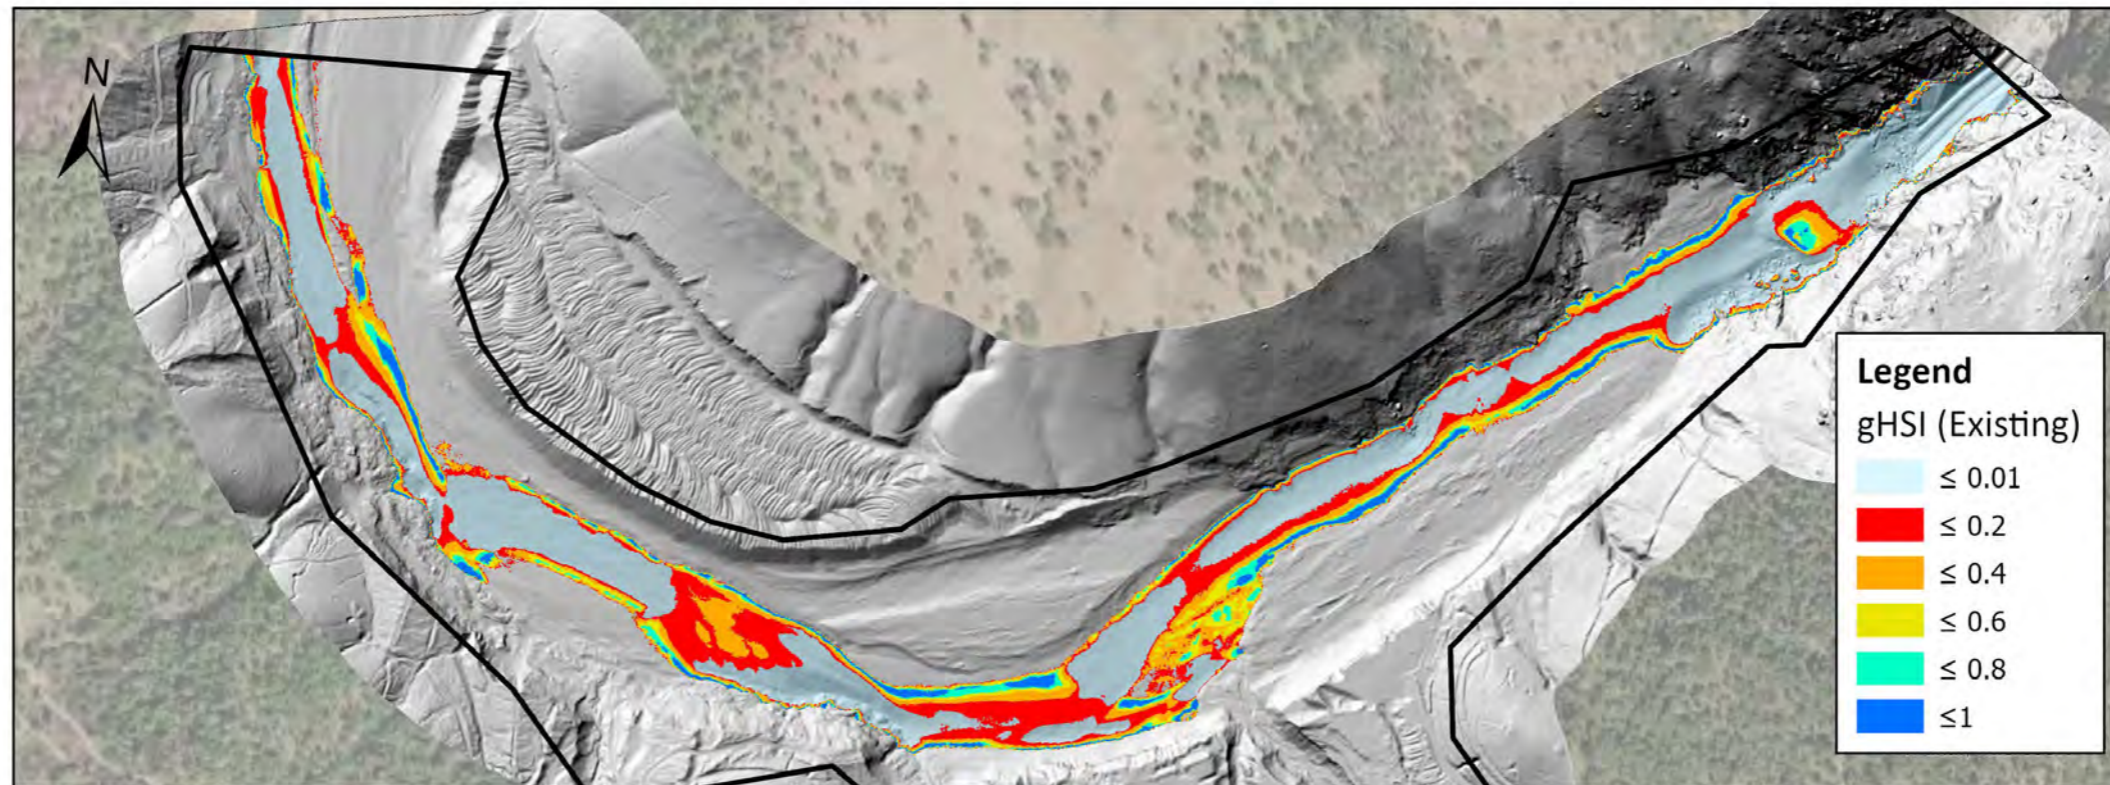 N
Legend
gHSI (Existing)
≤ 0.01
≤ 0.2
≤ 0.4
≤ 0.6
≤ 0.8
≤1